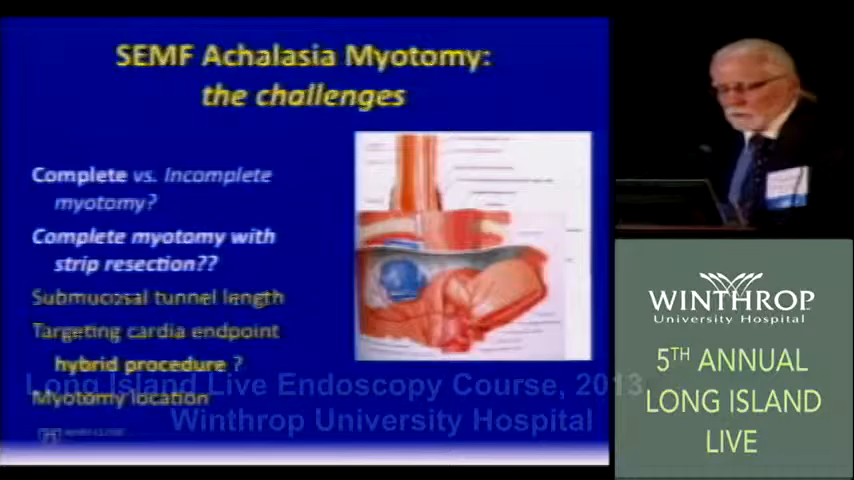 SEMF Achalasia Myotomy:
the challenges
Complete vs. Incomplete
myotomy?
Complete myotomy with
strip resection??
Submucosal tunnel length
Targeting cardia endpoint
hybrid procedure ?
Myotomy location
Long Island Live Endoscopy Course, 2013,
Winthrop University Hospital
WINTHROP
University Hospital
5TH ANNUAL
LONG ISLAND
LIVE